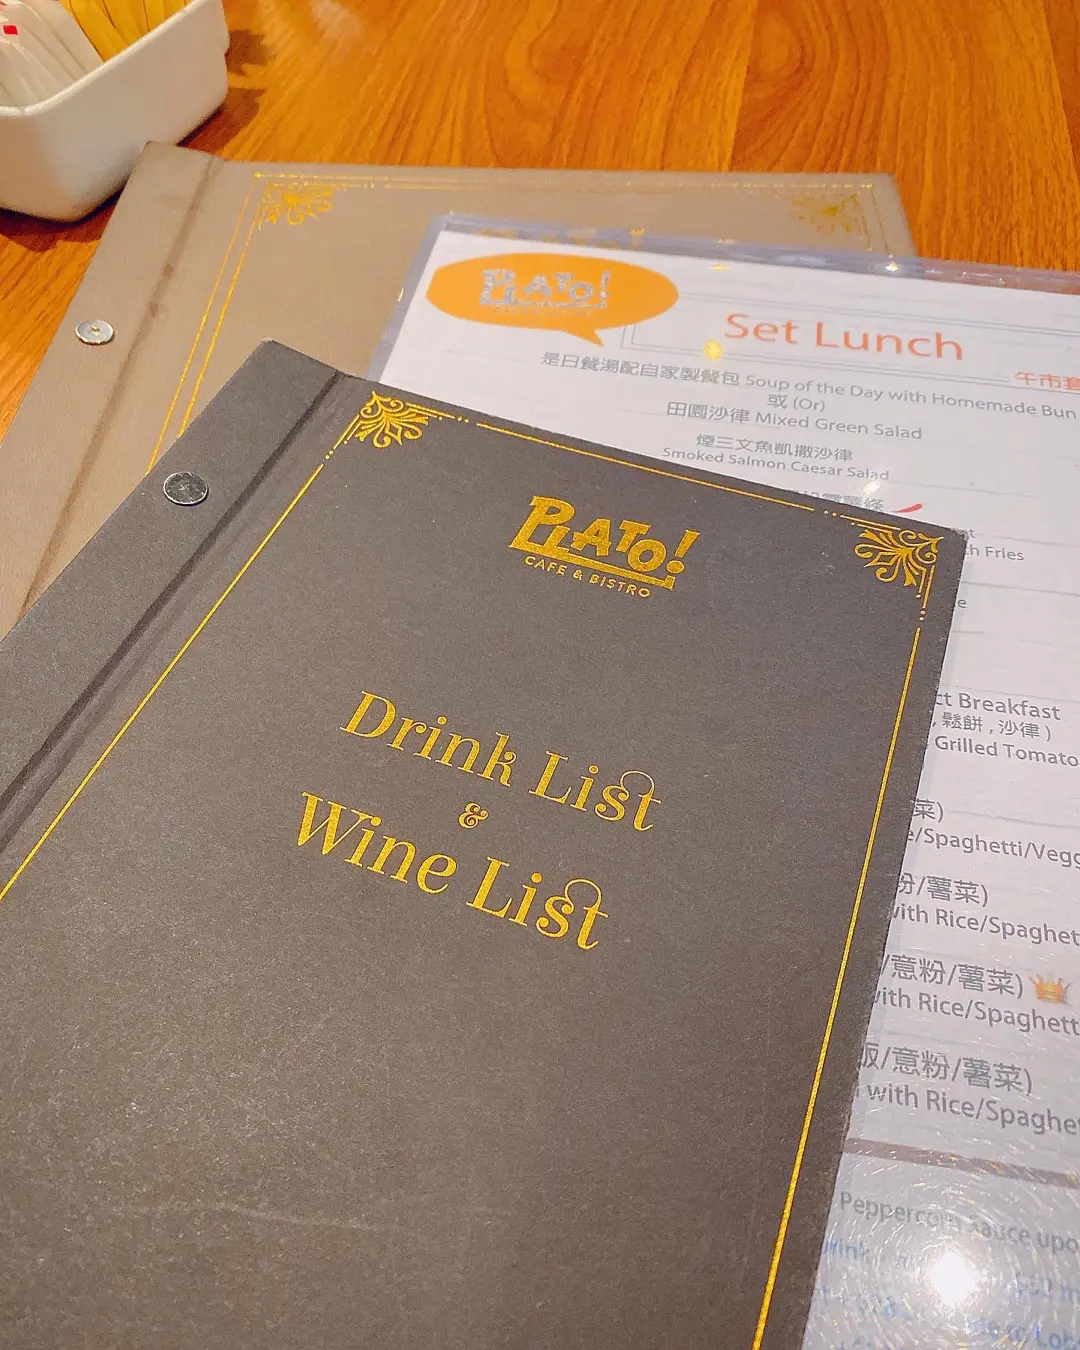 PLATO!
Set Lunch
午市套
是日餐湯配自家製餐包 Soup of the Day with Homemade Bun
或 (Or)
田園沙律 Mixed Green Salad
煙三文魚凱撒沙律
Smoked Salmon Caesar Salad
薯條
Fries
Breakfast
, 鬆餅 , 沙律 )
Grilled Tomato
菜)
/Spaghetti/
粉/薯菜)
with Rice/
/意粉/薯菜)
with Rice/
飯/意粉/薯菜)
with Rice/
Peppercorn Sauce upo
PLATO!
CAFE & BISTRO
Drink List
&
Wine List